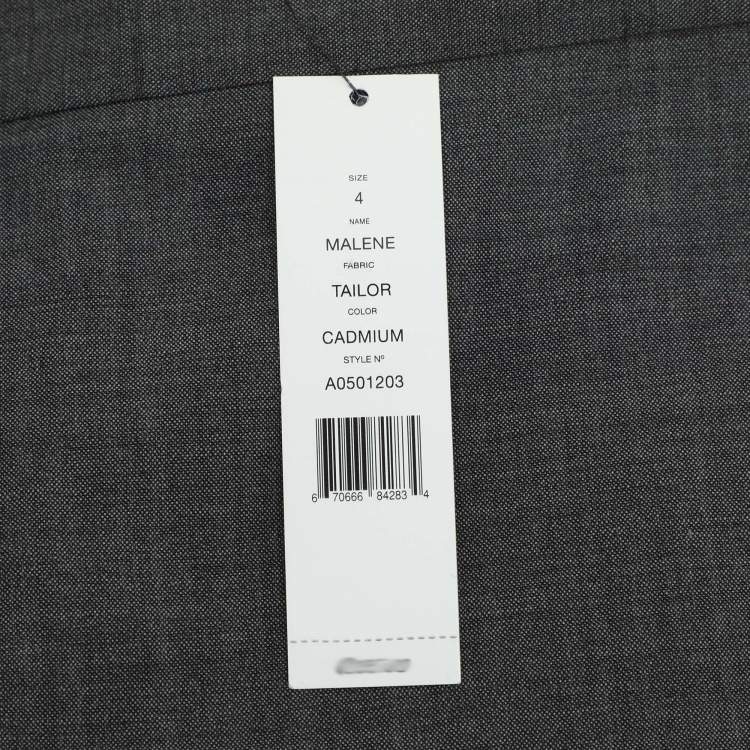 SIZE
4
NAME
MALENE
FABRIC
TAILOR
COLOR
CADMIUM
STYLE Nº
A0501203
6 70666 84283 4